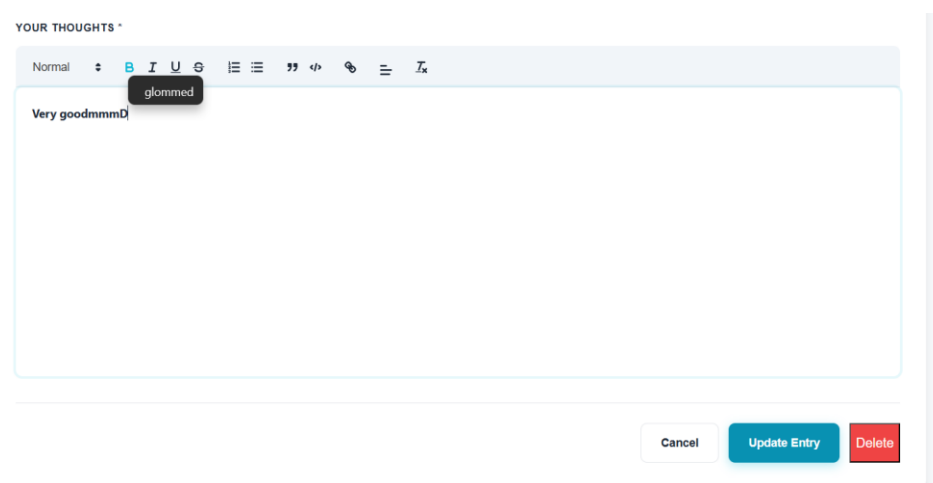 YOUR THOUGHTS *
Normal B I U S
glommed
Very goodmmmD
Cancel Update Entry Delete